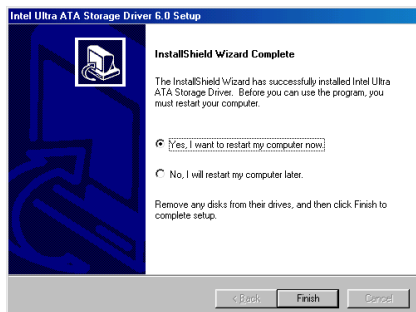 Intel Ultra ATA Storage Driver 6.0 Setup
InstallShield Wizard Complete
The InstallShield Wizard has successfully installed Intel Ultra
ATA Storage Driver. Before you can use the program, you
must restart your computer.
Yes, I want to restart my computer now.
No, I will restart my computer later.
Remove any disks from their drives, and then click Finish to
complete setup.
< Back Finish Cancel